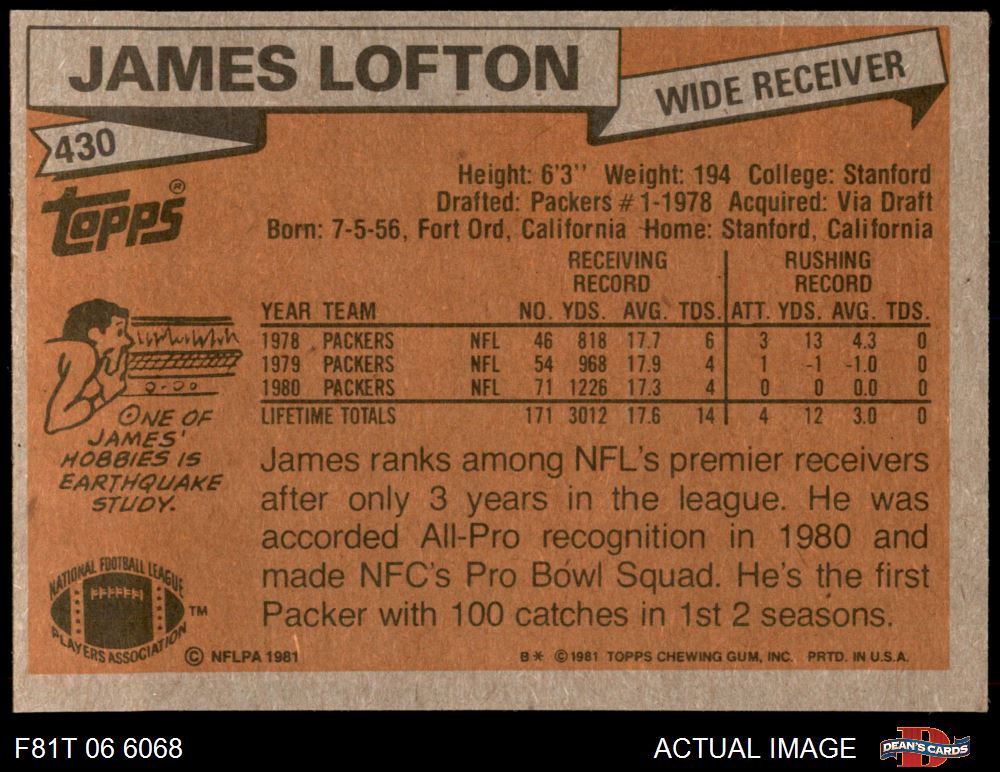 JAMES LOFTON
WIDE RECEIVER
430
TOPPS®
Height: 6'3'' Weight: 194 College: Stanford
Drafted: Packers #1-1978 Acquired: Via Draft
Born: 7-5-56, Fort Ord, California Home: Stanford, California
RECEIVING RECORD RUSHING RECORD
YEAR TEAM NO. YDS. AVG. TDS. ATT. YDS. AVG. TDS.
1978 PACKERS NFL 46 818 17.7 6 3 13 4.3 0
1979 PACKERS NFL 54 968 17.9 4 1 -1 -1.0 0
1980 PACKERS NFL 71 1226 17.3 4 0 0 0.0 0
LIFETIME TOTALS 171 3012 17.6 14 4 12 3.0 0
ONE OF
JAMES'
HOBBIES IS
EARTHQUAKE
STUDY.
James ranks among NFL's premier receivers
after only 3 years in the league. He was
accorded All-Pro recognition in 1980 and
made NFC's Pro Bowl Squad. He's the first
Packer with 100 catches in 1st 2 seasons.
NATIONAL FOOTBALL LEAGUE
PLAYERS ASSOCIATION
TM
© NFLPA 1981
B* © 1981 TOPPS CHEWING GUM, INC. PRTD. IN U.S.A.
F81T 06 6068
ACTUAL IMAGE
D
DEAN'S CARDS